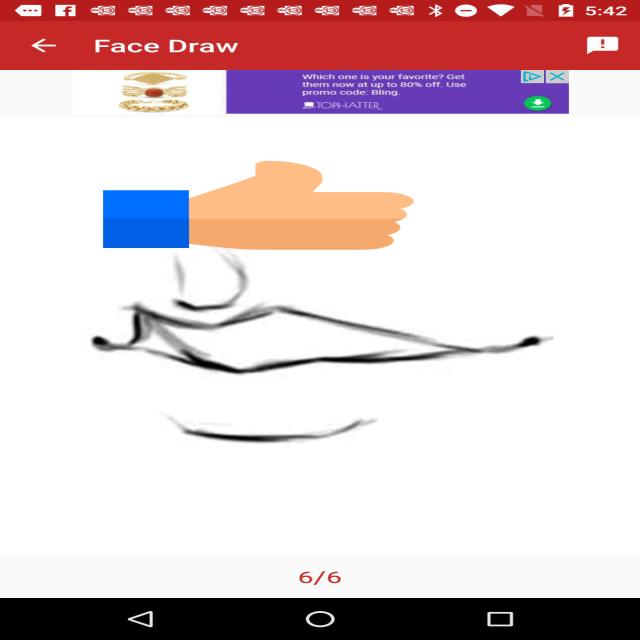 5:42
Face Draw
Which one is your favorite? Get
them now at up to 80% off. Use
promo code: Bling.
TOPHATTER
6/6